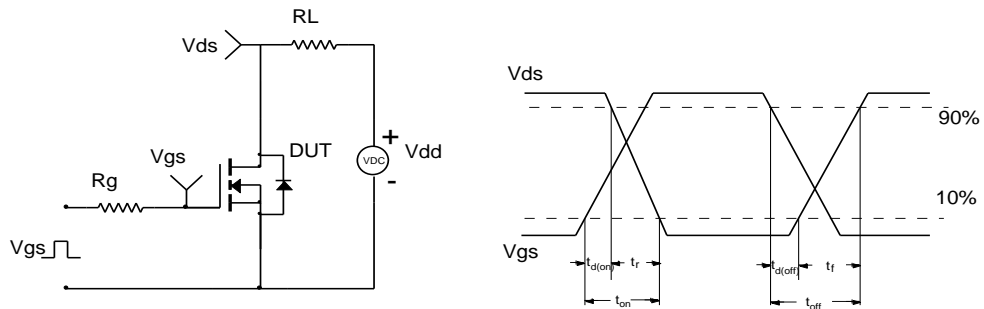 RL
Vds
Vgs
DUT
VDC
+
Vdd
-
Rg
Vgs
Vds
90%
10%
Vgs
td(on)
tr
td(off)
tf
ton
toff